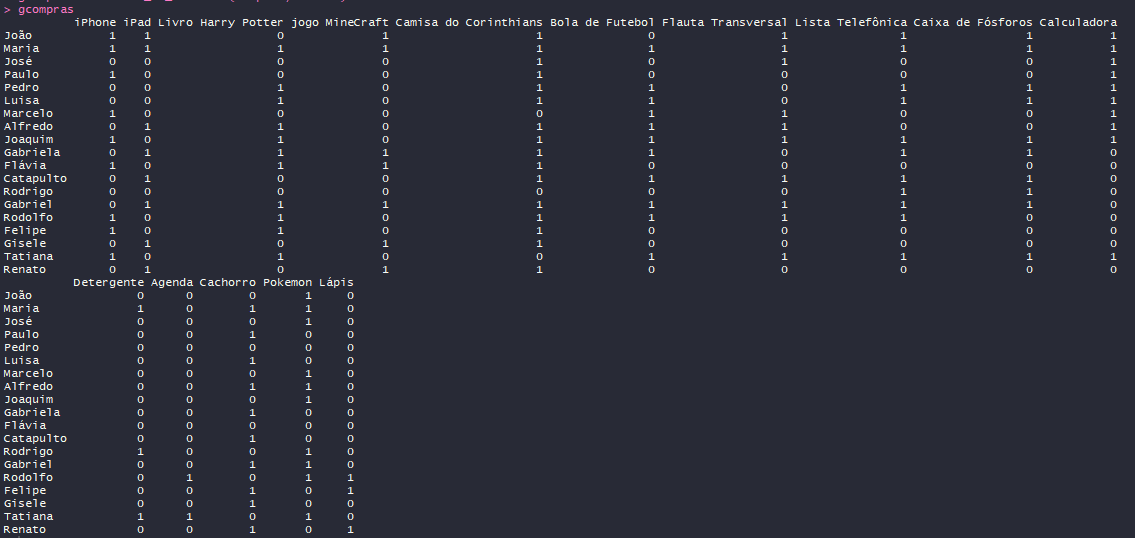 > gcompras
iPhone iPad Livro Harry Potter jogo MineCraft Camisa do Corinthians Bola de Futebol Flauta Transversal Lista Telefônica Caixa de Fósforos Calculadora
João 1 1 0 1 1 0 1 1 1 1
Maria 1 1 1 1 1 1 1 1 1 1
José 0 0 0 0 1 0 1 0 0 1
Paulo 1 0 0 0 1 0 0 0 0 1
Pedro 0 0 1 0 1 1 0 1 1 1
Luisa 0 0 1 0 1 1 0 1 1 1
Marcelo 1 0 0 0 0 1 1 0 0 1
Alfredo 0 1 1 0 1 1 1 0 0 1
Joaquim 1 0 1 0 1 1 1 1 0 1
Gabriela 0 1 1 1 1 1 0 1 1 0
Flávia 1 0 1 1 1 0 0 0 0 0
Catapulto 0 1 0 0 1 1 1 1 1 0
Rodrigo 0 0 0 0 0 0 0 1 1 0
Gabriel 0 1 1 0 1 1 1 1 1 0
Rodolfo 1 0 1 0 1 1 1 1 0 0
Felipe 1 0 1 0 1 0 0 0 0 0
Gisele 0 1 0 1 1 0 0 0 0 0
Tatiana 1 0 1 0 0 1 1 1 1 1
Renato 0 1 0 1 1 0 0 0 0 0
Detergente Agenda Cachorro Pokemon Lápis
João 0 0 0 1 0
Maria 1 0 1 1 0
José 0 0 0 1 0
Paulo 0 0 1 0 0
Pedro 0 0 0 0 0
Luisa 0 0 1 0 0
Marcelo 0 0 0 1 0
Alfredo 0 0 1 1 0
Joaquim 0 0 0 1 0
Gabriela 0 0 1 0 0
Flávia 0 0 0 0 0
Catapulto 0 0 1 0 0
Rodrigo 1 0 0 1 0
Gabriel 0 0 1 1 0
Rodolfo 0 1 0 1 1
Felipe 0 0 1 0 1
Gisele 0 0 1 0 0
Tatiana 1 1 0 1 0
Renato 0 0 1 0 1